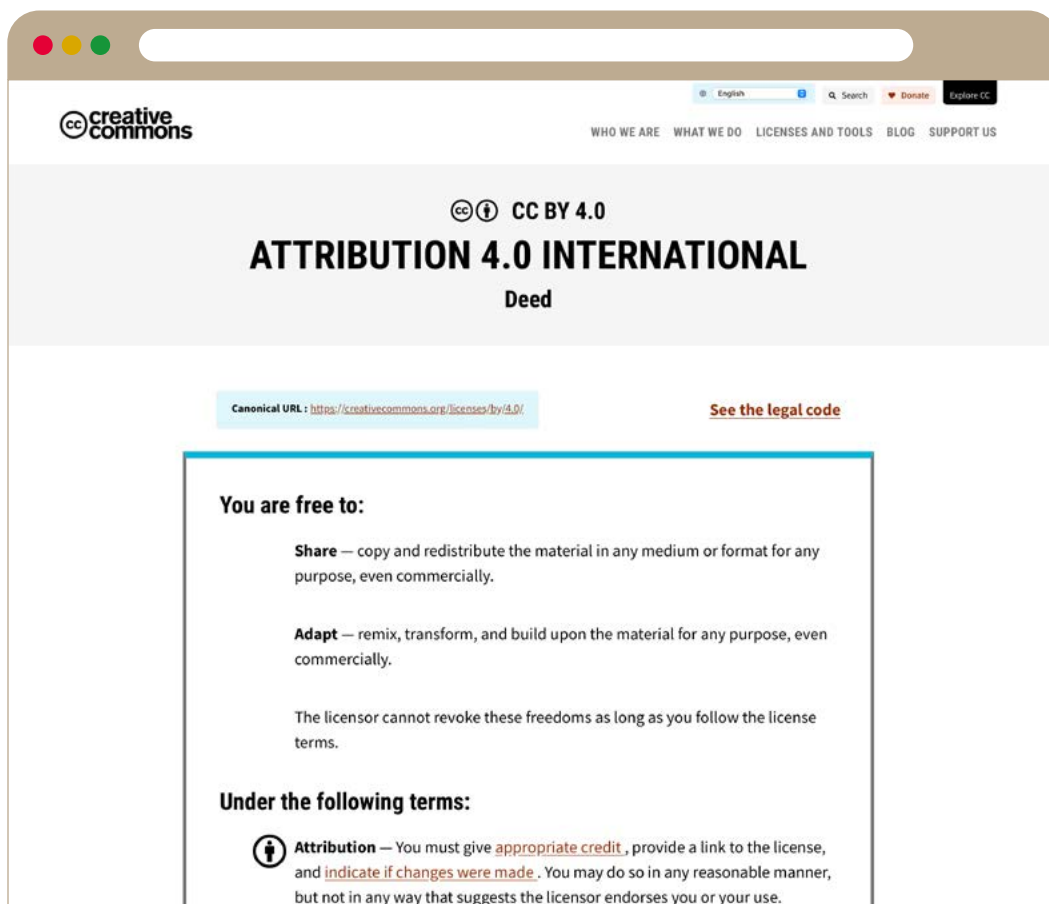 English Search Donate Explore CC
creative
commons
WHO WE ARE WHAT WE DO LICENSES AND TOOLS BLOG SUPPORT US
CC BY 4.0
ATTRIBUTION 4.0 INTERNATIONAL
Deed
Canonical URL : https://creativecommons.org/licenses/by/4.0/ See the legal code
You are free to:
Share — copy and redistribute the material in any medium or format for any
purpose, even commercially.
Adapt — remix, transform, and build upon the material for any purpose, even
commercially.
The licensor cannot revoke these freedoms as long as you follow the license
terms.
Under the following terms:
Attribution — You must give appropriate credit , provide a link to the license,
and indicate if changes were made . You may do so in any reasonable manner,
but not in any way that suggests the licensor endorses you or your use.